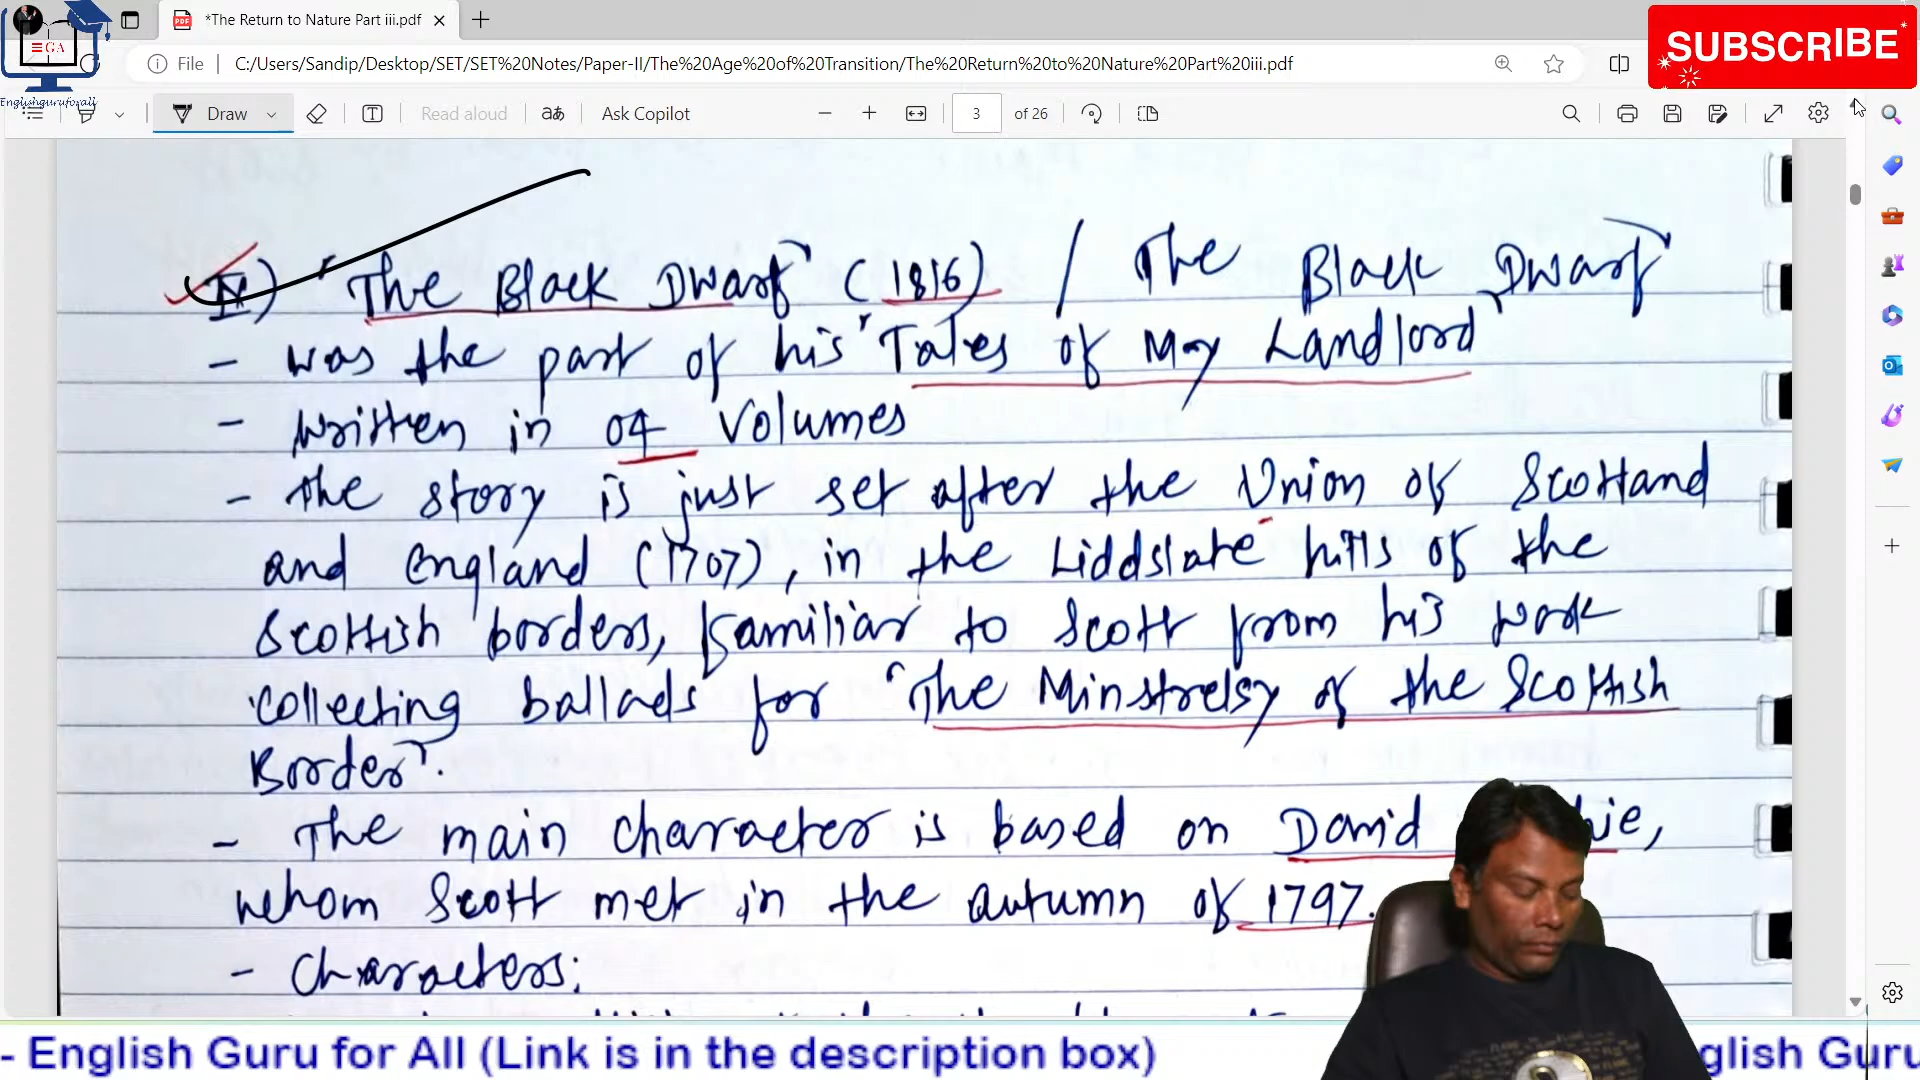 *The Return to Nature Part iii.pdf
SUBSCRIBE
GA
Englishguruforall
File
C:/Users/Sandip/Desktop/SET/SET%20Notes/Paper-II/The%20Age%20of%20Transition/The%20Return%20to%20Nature%20Part%20iii.pdf
Draw
Read aloud
Ask Copilot
3 of 26
IV) "The Black Dwarf" (1816) / The Black Dwarf"
- was the part of his "Tales of My Landlord"
- Written in 04 Volumes
- The story is just set after the Union of Scotland
and England (1707), in the Liddslate hills of the
Scottish borders, familiar to Scott from his work
collecting ballads for "The Minstrelsy of the Scottish
Border".
- The main character is based on David
whom Scott met in the autumn of 1797.
- Characters:
- English Guru for All (Link is in the description box)
glish Guru